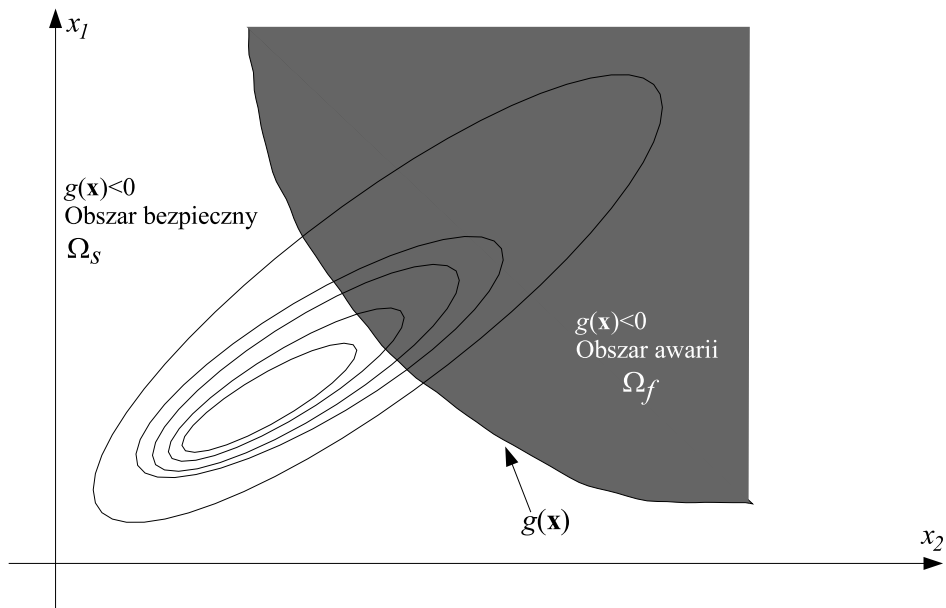 x1
g(x)<0
Obszar bezpieczny
Ωs
g(x)<0
Obszar awarii
Ωf
g(x)
x2